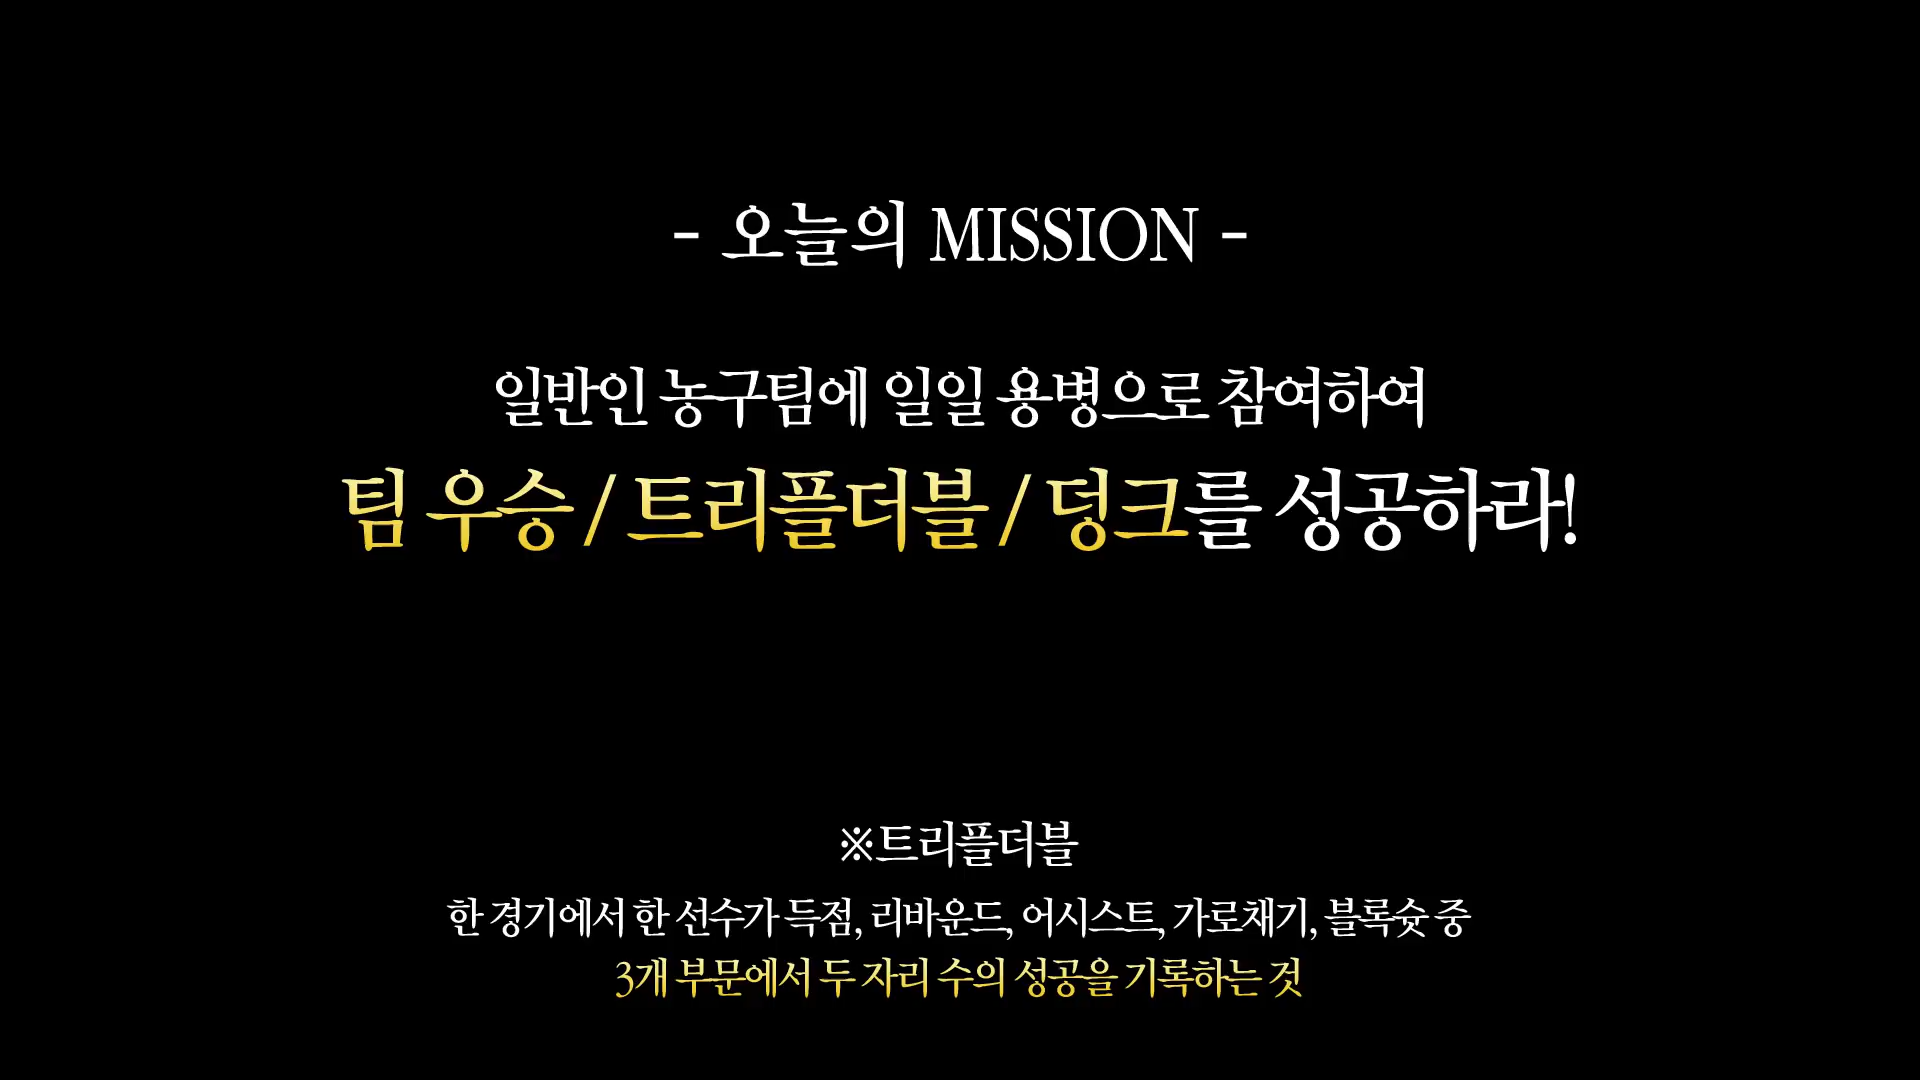 - 오늘의 MISSION -
일반인 농구팀에 일일 용병으로 참여하여
팀 우승 / 트리플더블 / 덩크를 성공하라!
※트리플더블
한 경기에서 한 선수가 득점, 리바운드, 어시스트, 가로채기, 블록슛 중
3개 부문에서 두 자리 수의 성공을 기록하는 것